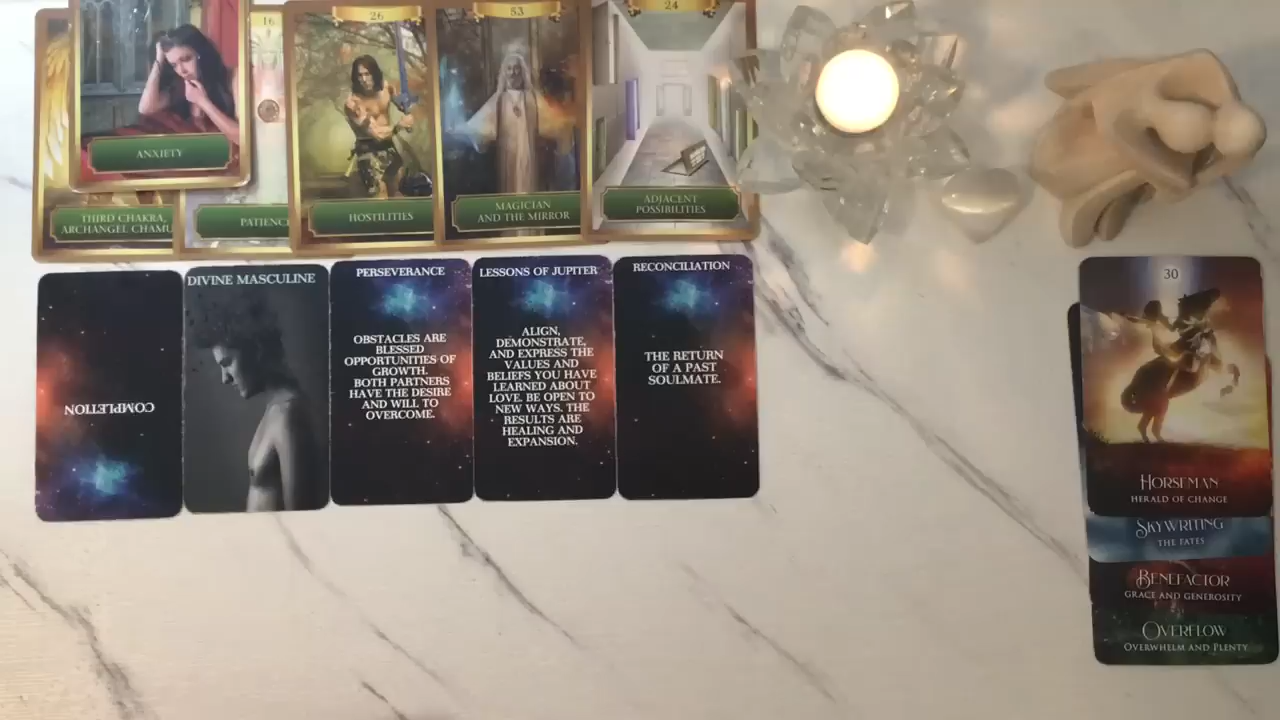 16
26
53
24
ANXIETY
THIRD CHAKRA,
ARCHANGEL CHAMU
PATIENC
HOSTILITIES
MAGICIAN
AND THE MIRROR
ADJACENT
POSSIBILITIES
COMPLETION
DIVINE MASCULINE
PERSEVERANCE
OBSTACLES ARE
BLESSED
OPPORTUNITIES OF
GROWTH.
BOTH PARTNERS
HAVE THE DESIRE
AND WILL TO
OVERCOME.
LESSONS OF JUPITER
ALIGN,
DEMONSTRATE,
AND EXPRESS THE
VALUES AND
BELIEFS YOU HAVE
LEARNED ABOUT
LOVE. BE OPEN TO
NEW WAYS. THE
RESULTS ARE
HEALING AND
EXPANSION.
RECONCILIATION
THE RETURN
OF A PAST
SOULMATE.
30
HORSEMAN
HERALD OF CHANGE
SKYWRITING
THE FATES
BENEFACTOR
GRACE AND GENEROSITY
OVERFLOW
OVERWHELM AND PLENTY